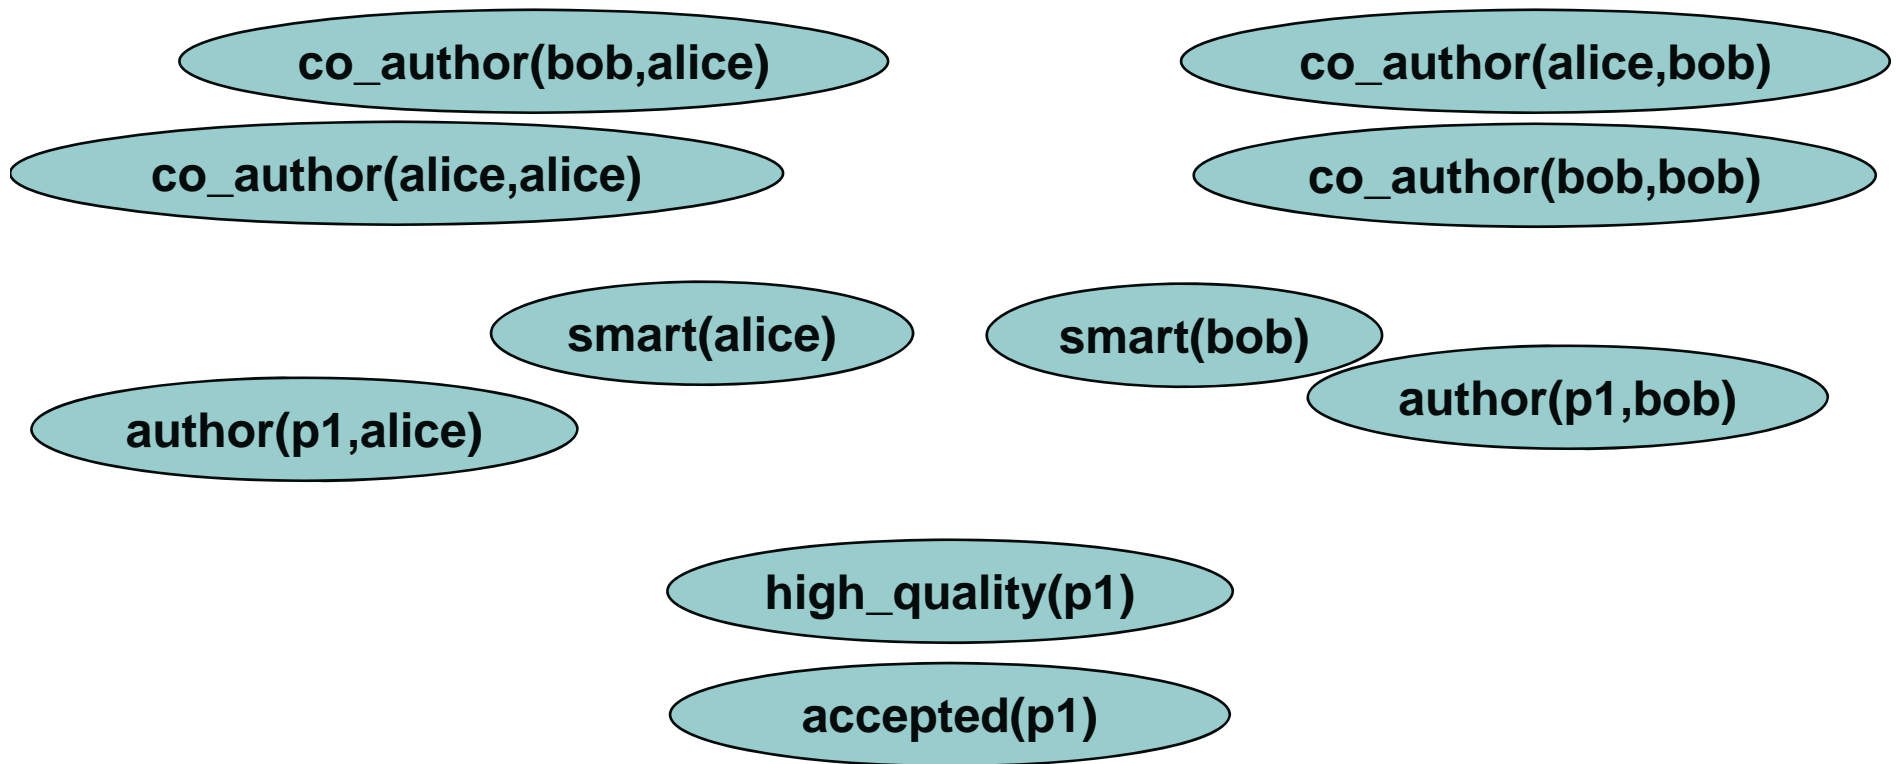 co_author(bob,alice)
co_author(alice,bob)
co_author(alice,alice)
co_author(bob,bob)
smart(alice)
smart(bob)
author(p1,bob)
author(p1,alice)
high_quality(p1)
accepted(p1)